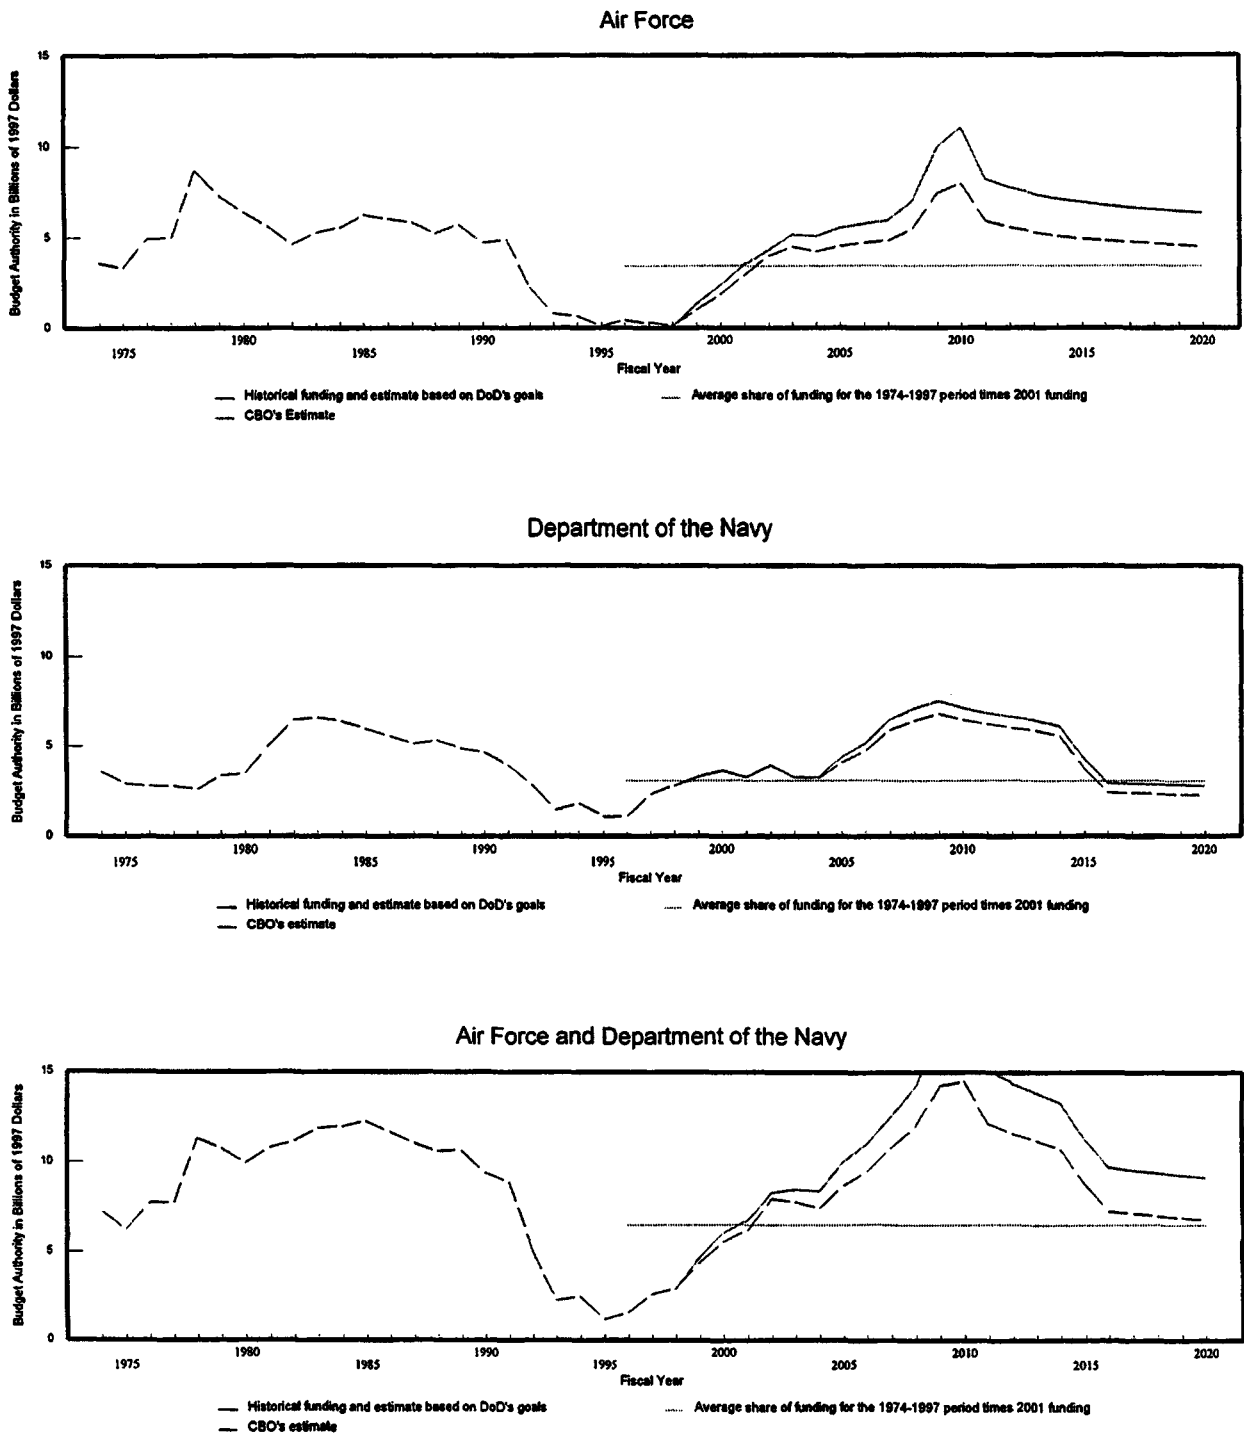 Air Force
Budget Authority in Billions of 1997 Dollars
15
10
5
0
1975 1980 1985 1990 1995 2000 2005 2010 2015 2020
Fiscal Year
Historical funding and estimate based on DoD's goals
Average share of funding for the 1974-1997 period times 2001 funding
CBO's Estimate
Department of the Navy
Budget Authority in Billions of 1997 Dollars
15
10
5
0
1975 1980 1985 1990 1995 2000 2005 2010 2015 2020
Fiscal Year
Historical funding and estimate based on DoD's goals
Average share of funding for the 1974-1997 period times 2001 funding
CBO's estimate
Air Force and Department of the Navy
Budget Authority in Billions of 1997 Dollars
15
10
5
0
1975 1980 1985 1990 1995 2000 2005 2010 2015 2020
Fiscal Year
Historical funding and estimate based on DoD's goals
Average share of funding for the 1974-1997 period times 2001 funding
CBO's estimate